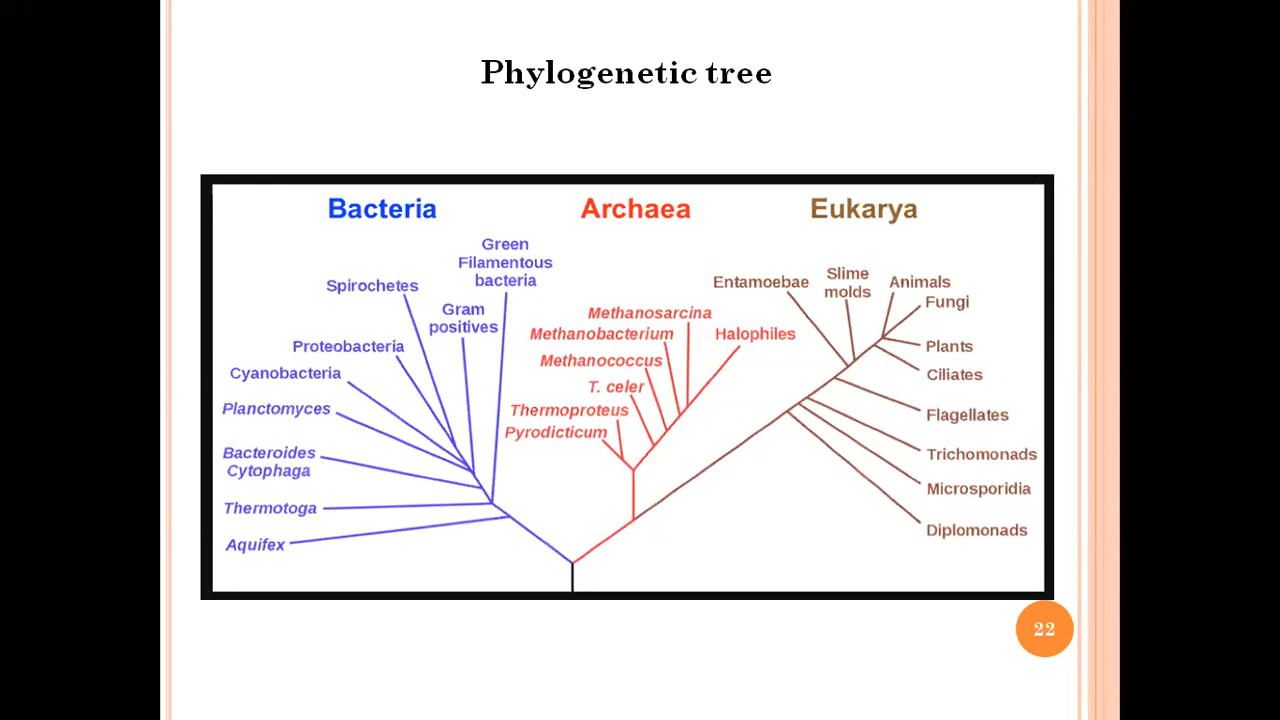 Phylogenetic tree
Bacteria
Archaea
Eukarya
Green
Filamentous
bacteria
Spirochetes
Gram
positives
Proteobacteria
Cyanobacteria
Planctomyces
Bacteroides
Cytophaga
Thermotoga
Aquifex
Methanosarcina
Methanobacterium
Halophiles
Methanococcus
T. celer
Thermoproteus
Pyrodicticum
Entamoebae
Slime
molds
Animals
Fungi
Plants
Ciliates
Flagellates
Trichomonads
Microsporidia
Diplomonads
22